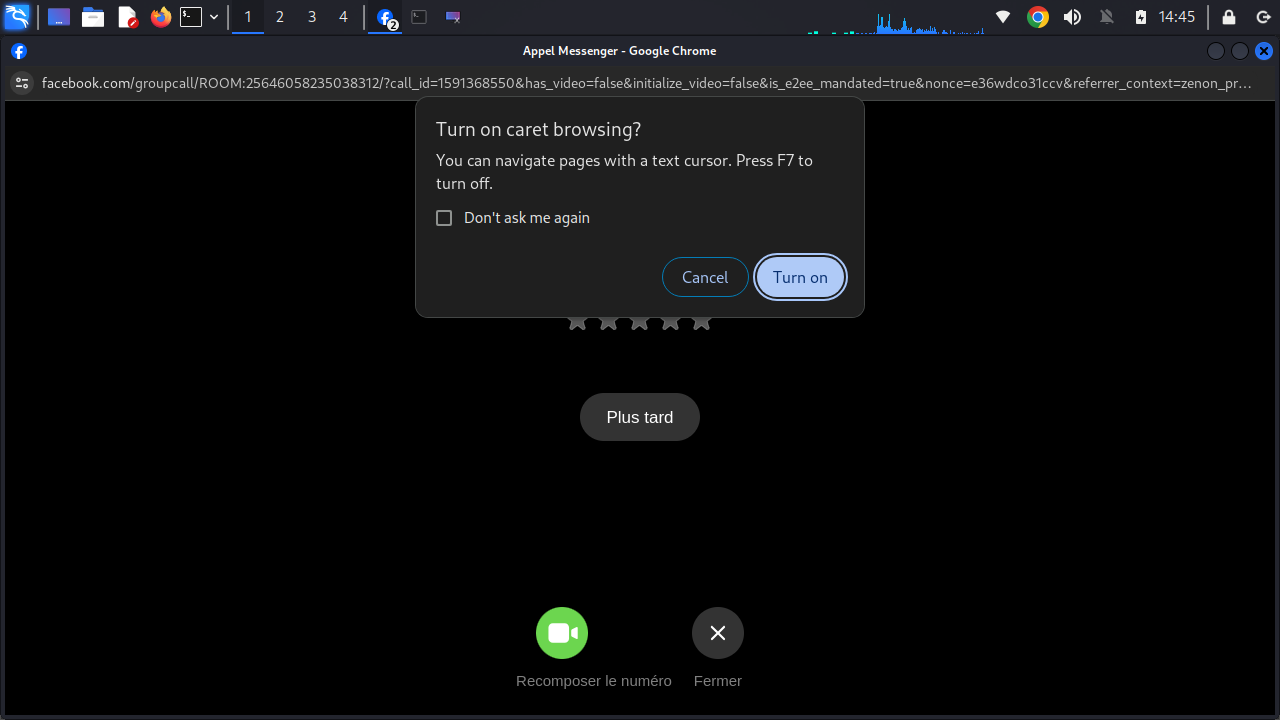 1 2 3 4 2 14:45
Appel Messenger - Google Chrome
facebook.com/groupcall/ROOM:25646058235038312/?call_id=1591368550&has_video=false&initialize_video=false&is_e2ee_mandated=true&nonce=e36wdco31ccv&referrer_context=zenon_pr…
Turn on caret browsing?
You can navigate pages with a text cursor. Press F7 to
turn off.
Don't ask me again
Cancel Turn on
Plus tard
Recomposer le numéro Fermer